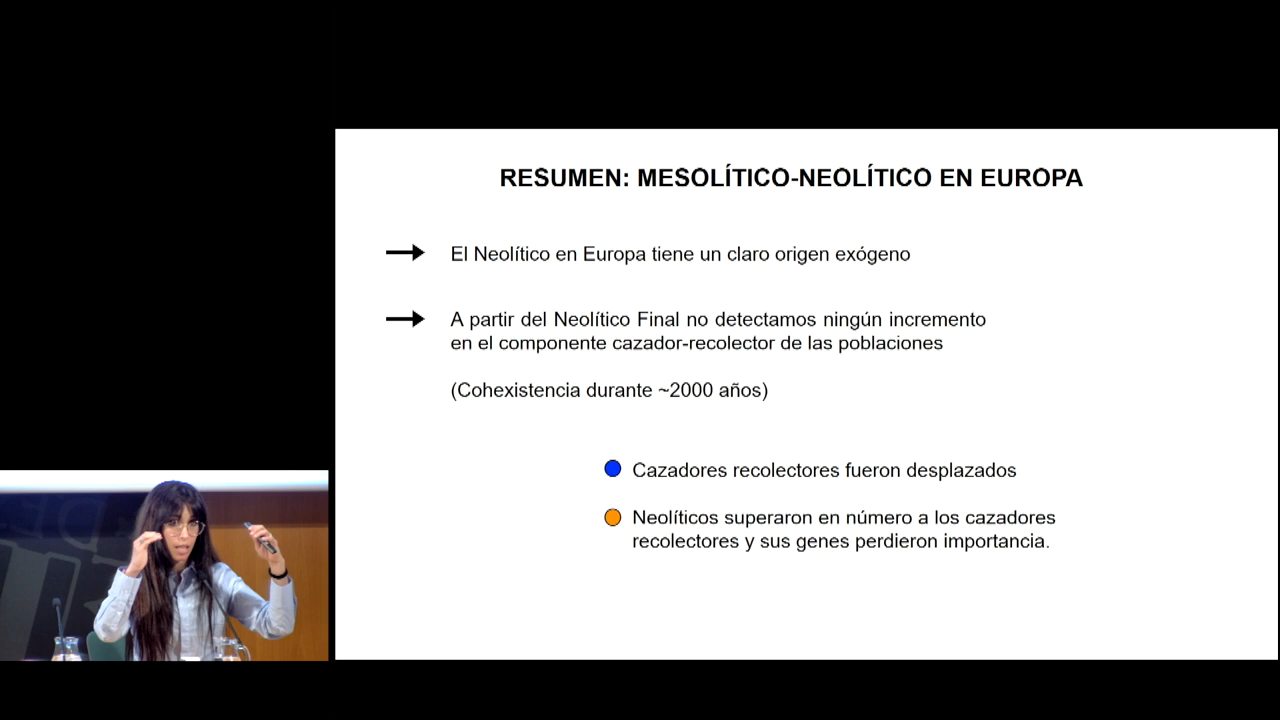 RESUMEN: MESOLÍTICO-NEOLÍTICO EN EUROPA
El Neolítico en Europa tiene un claro origen exógeno
A partir del Neolítico Final no detectamos ningún incremento
en el componente cazador-recolector de las poblaciones
(Cohexistencia durante ~2000 años)
Cazadores recolectores fueron desplazados
Neolíticos superaron en número a los cazadores
recolectores y sus genes perdieron importancia.